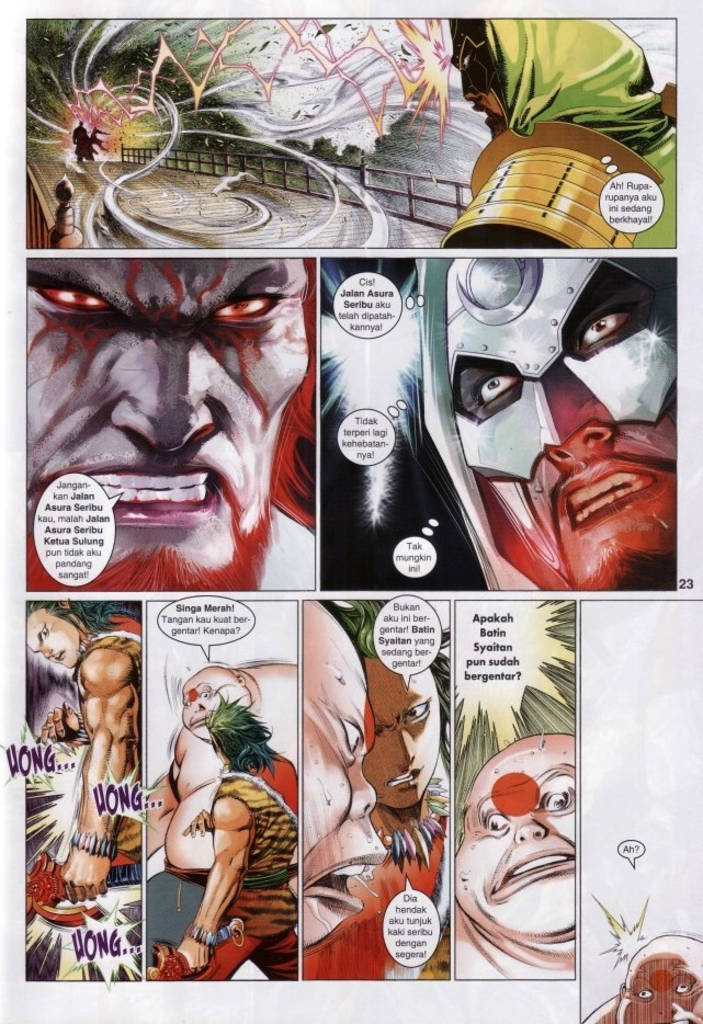 Ah! Rupa-
rupanya aku
ini sedang
berkhayal!
Cis!
Jalan Asura
Seribu aku
telah dipatah-
kannya!
Tidak
terperi lagi
kehebatan-
nya!
Tak
mungkin
ini!
Jangan-
kan Jalan
Asura Seribu
kau, malah Jalan
Asura Seribu
Ketua Sulung
pun tidak aku
pandang
sangat!
23
UONG...
UONG...
UONG...
Singa Merah!
Tangan kau kuat ber-
gentar! Kenapa?
Bukan
aku ini ber-
gentar! Batin
Syaitan yang
sedang ber-
gentar!
Dia
hendak
aku tunjuk
kaki seribu
dengan
segera!
Apakah
Batin
Syaitan
pun sudah
bergentar?
Ah?